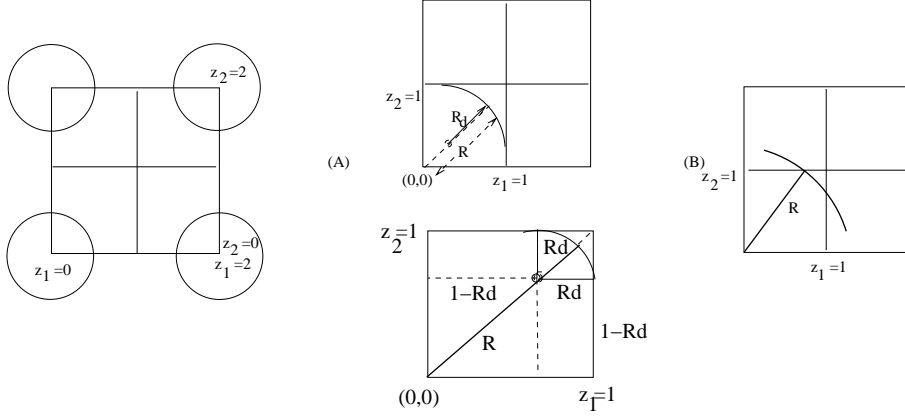 z2=2
z2=0
z1=0
z1=2
(A)
z2=1
Rd
R
(0,0)
z1=1
z2=1
Rd
1−Rd
Rd
R
1−Rd
(0,0)
z1=1
(B)
z2=1
R
z1=1